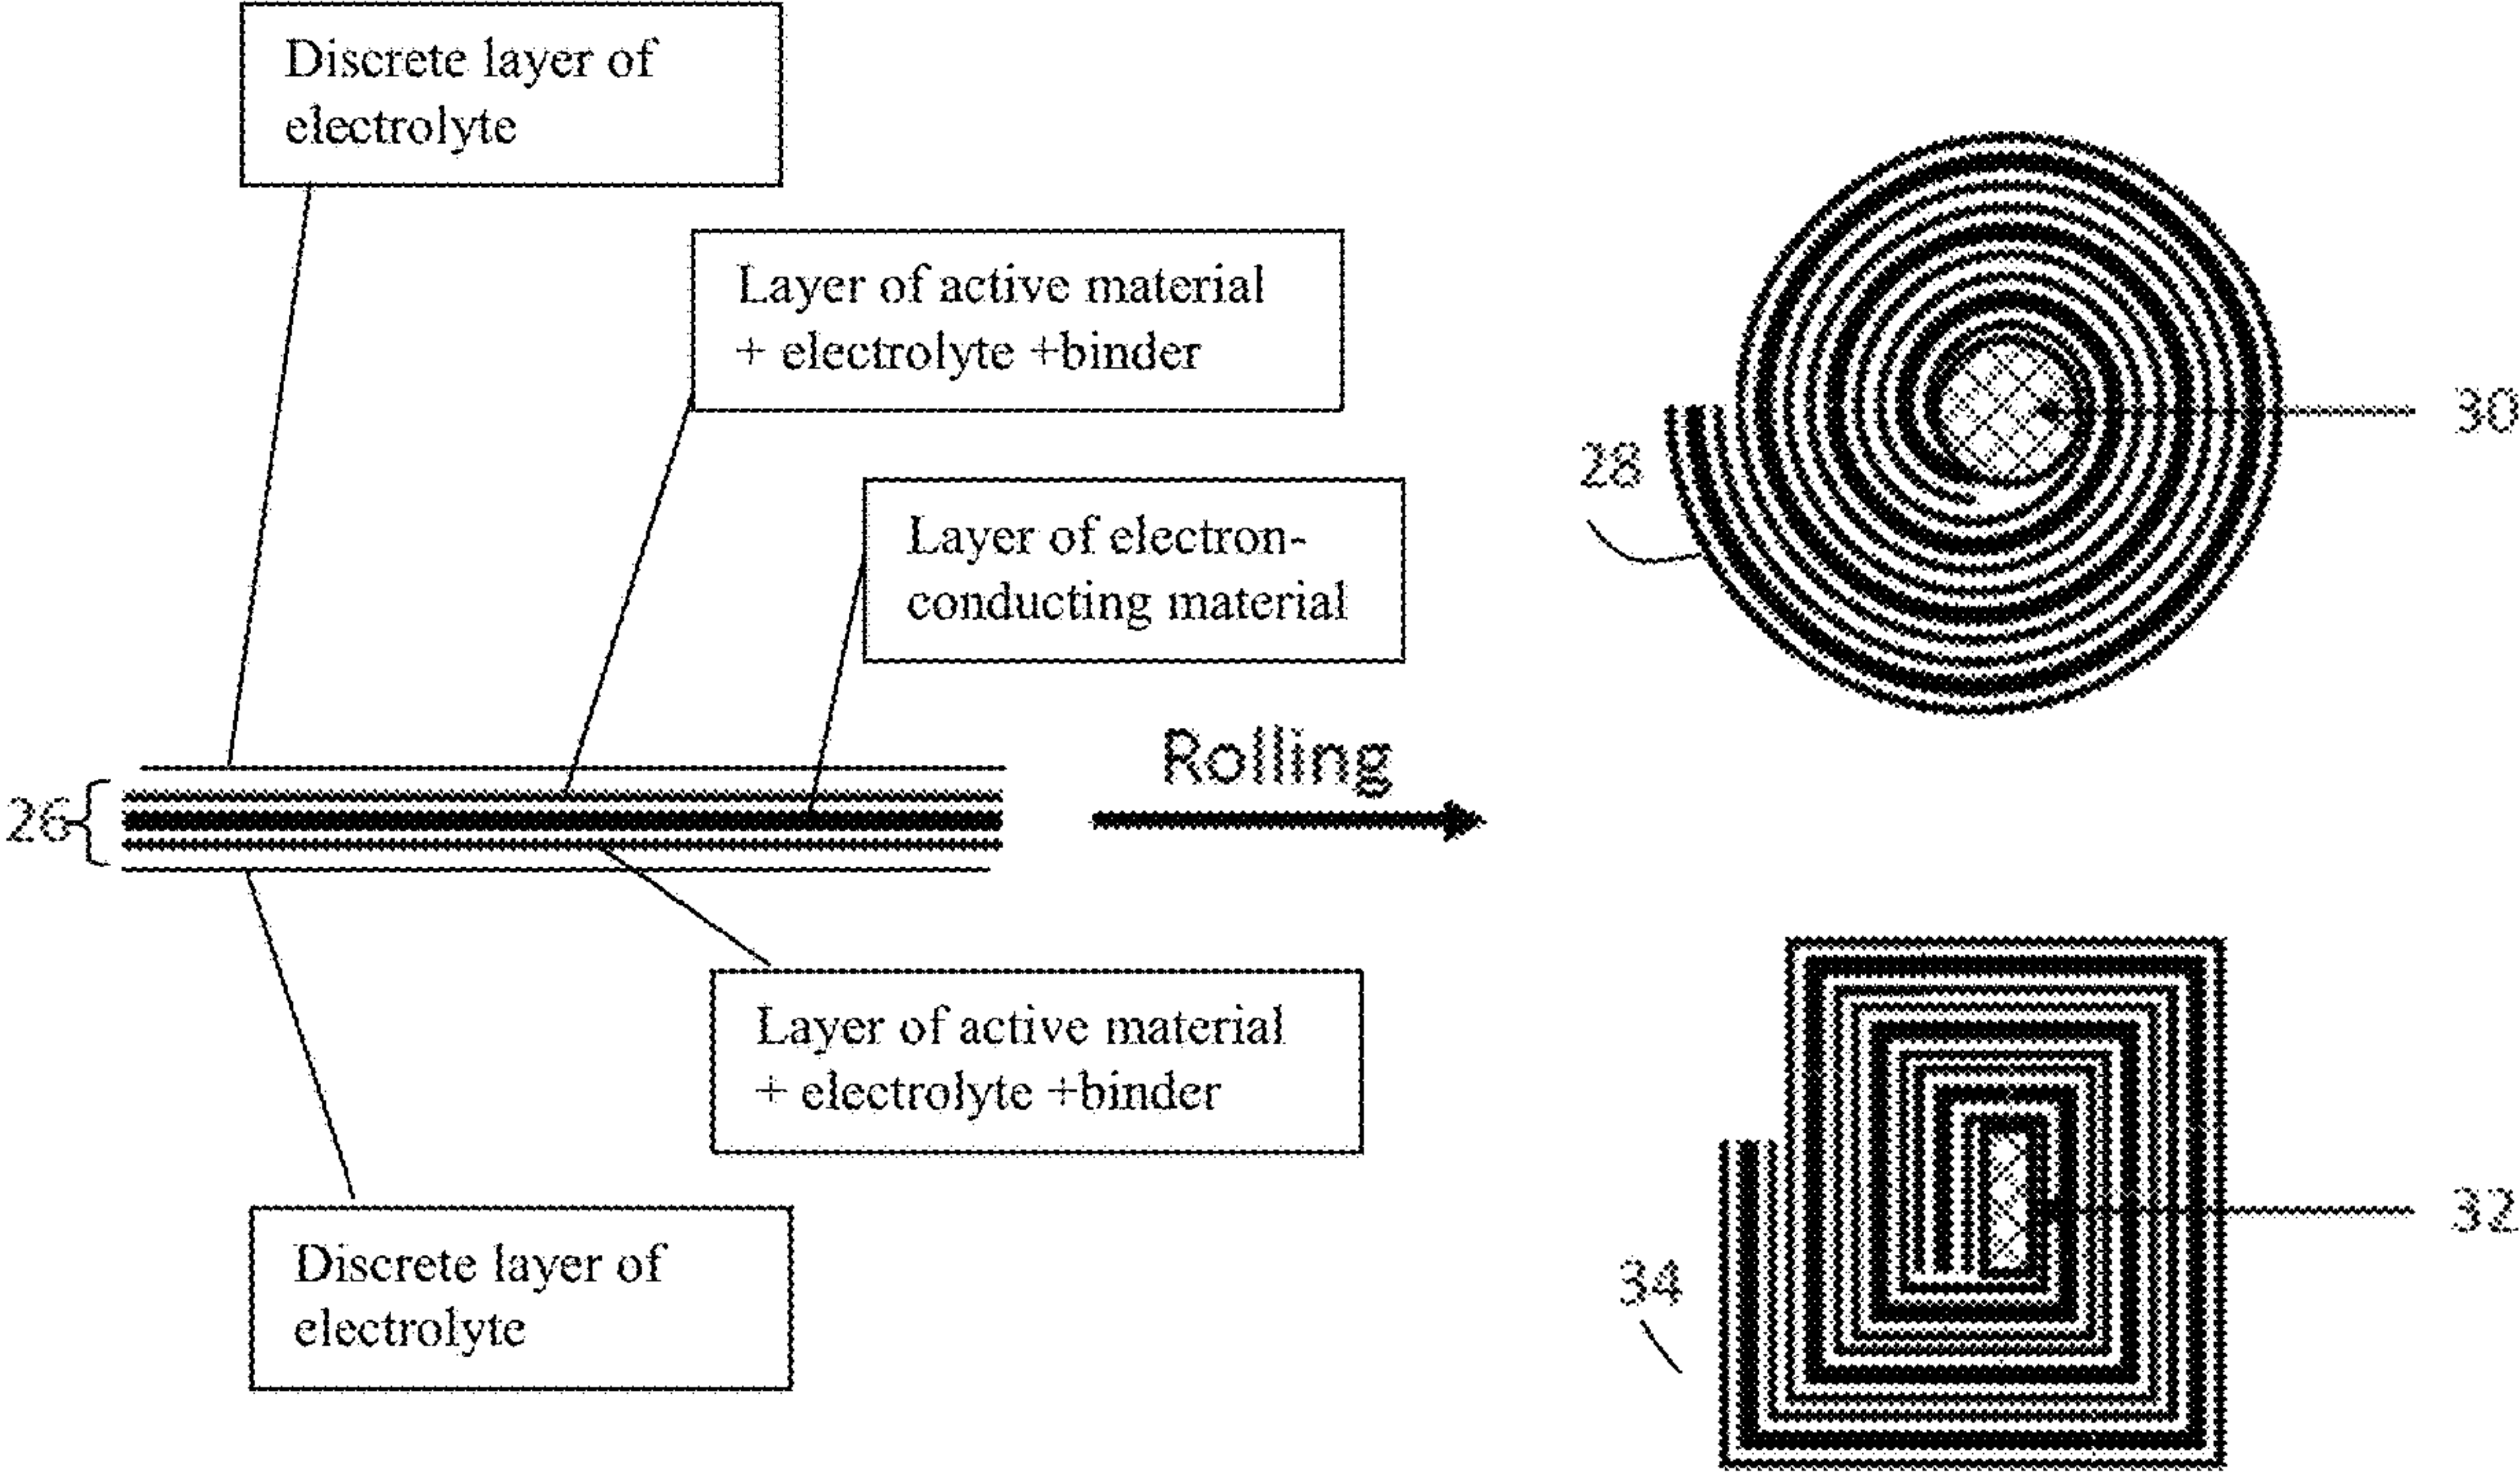 Discrete layer of
electrolyte
Layer of active material
+ electrolyte +binder
Layer of electron-
conducting material
Rolling
26
Layer of active material
+ electrolyte +binder
Discrete layer of
electrolyte
28
30
32
34